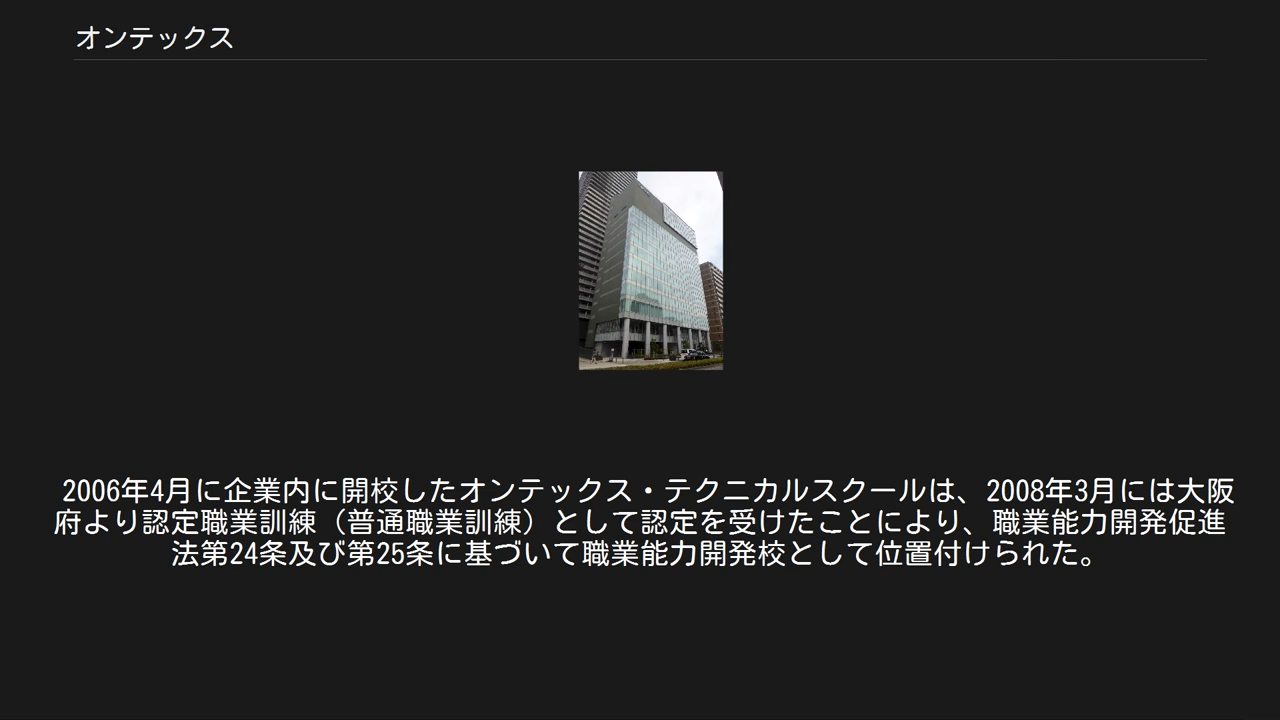 オンテックス
2006年4月に企業内に開校したオンテックス・テクニカルスクールは、2008年3月には大阪
府より認定職業訓練（普通職業訓練）として認定を受けたことにより、職業能力開発促進
法第24条及び第25条に基づいて職業能力開発校として位置付けられた。